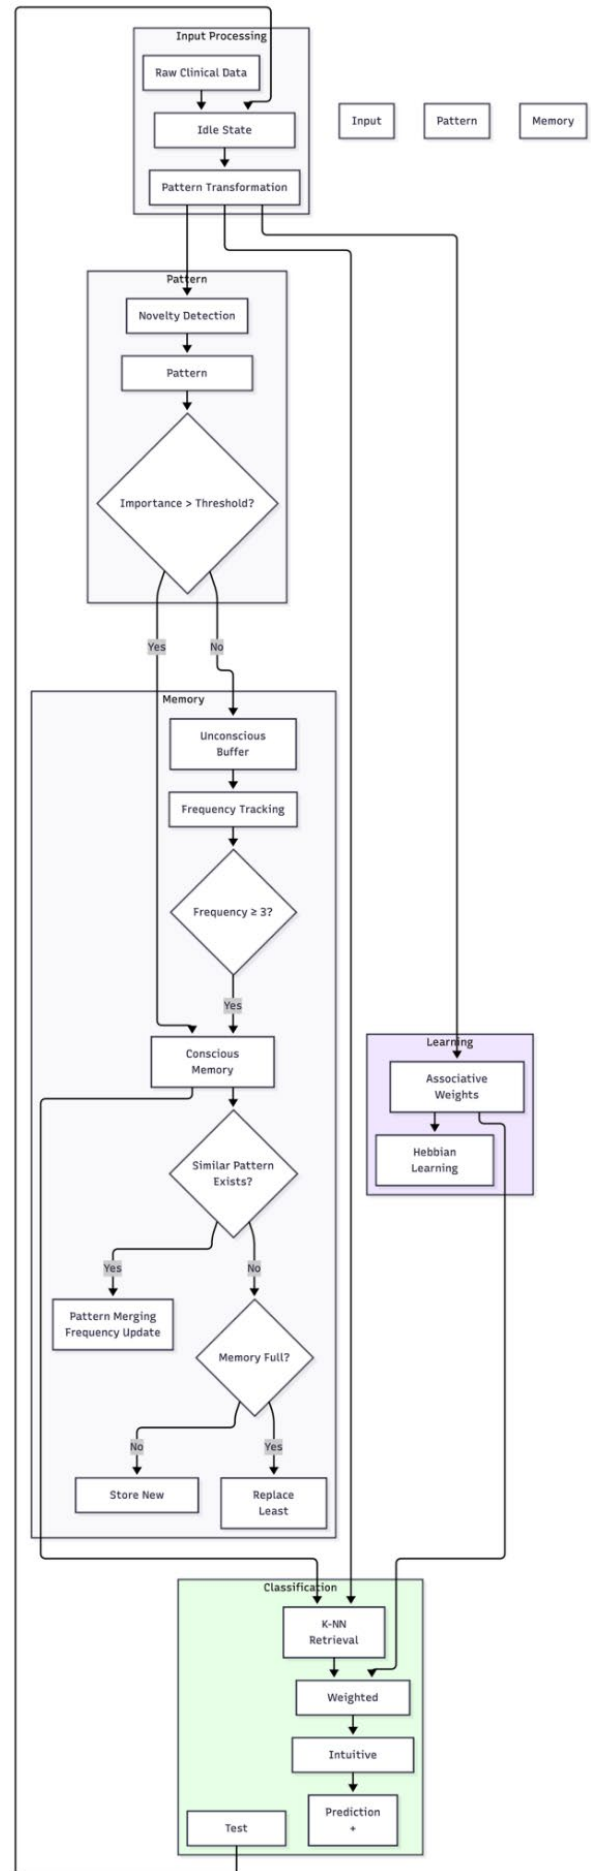 Input Processing
Raw Clinical Data
Idle State
Input
Pattern
Memory
Pattern Transformation
Pattern
Novelty Detection
Pattern
Importance > Threshold?
Yes
No
Memory
Unconscious
Buffer
Frequency Tracking
Frequency ≥ 3?
Yes
Conscious
Memory
Learning
Associative
Weights
Hebbian
Learning
Similar Pattern
Exists?
Yes
No
Pattern Merging
Frequency Update
Memory Full?
No
Yes
Store New
Replace
Least
Classification
K-NN
Retrieval
Weighted
Intuitive
Prediction
+
Test